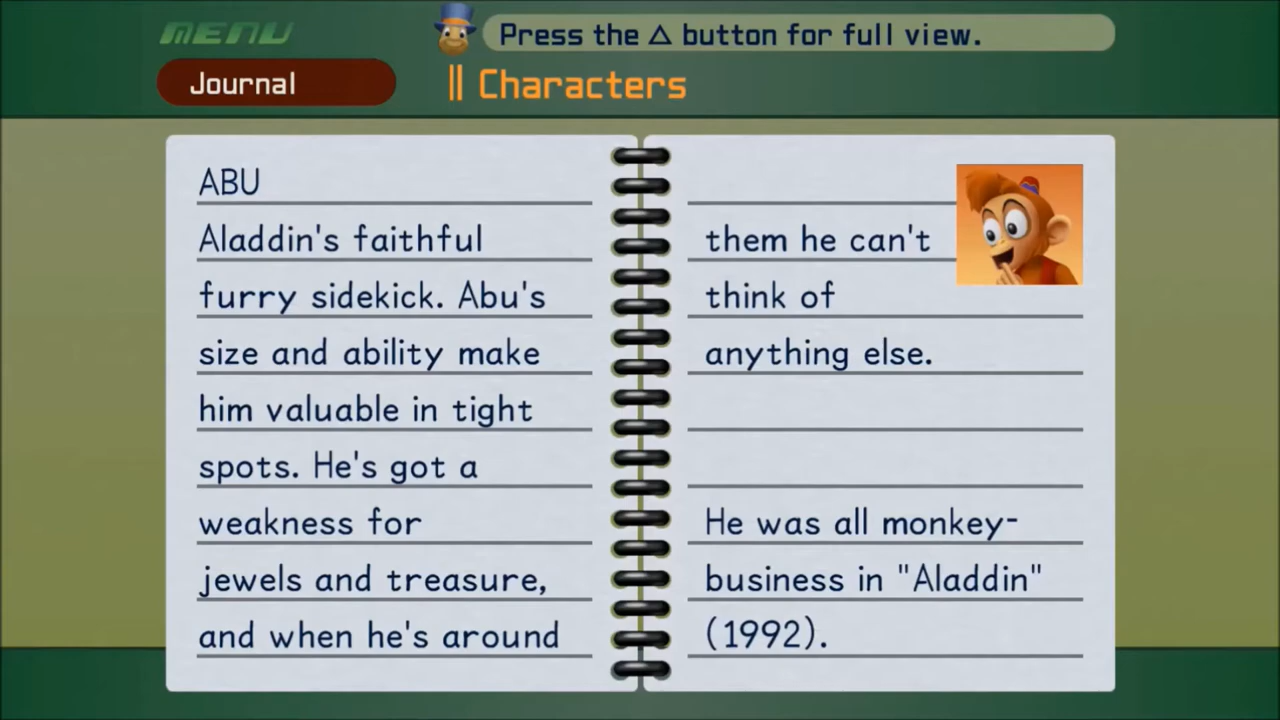 MENU
Press the △ button for full view.
Journal
Characters
ABU
Aladdin's faithful
furry sidekick. Abu's
size and ability make
him valuable in tight
spots. He's got a
weakness for
jewels and treasure,
and when he's around
them he can't
think of
anything else.
He was all monkey-
business in "Aladdin"
(1992).